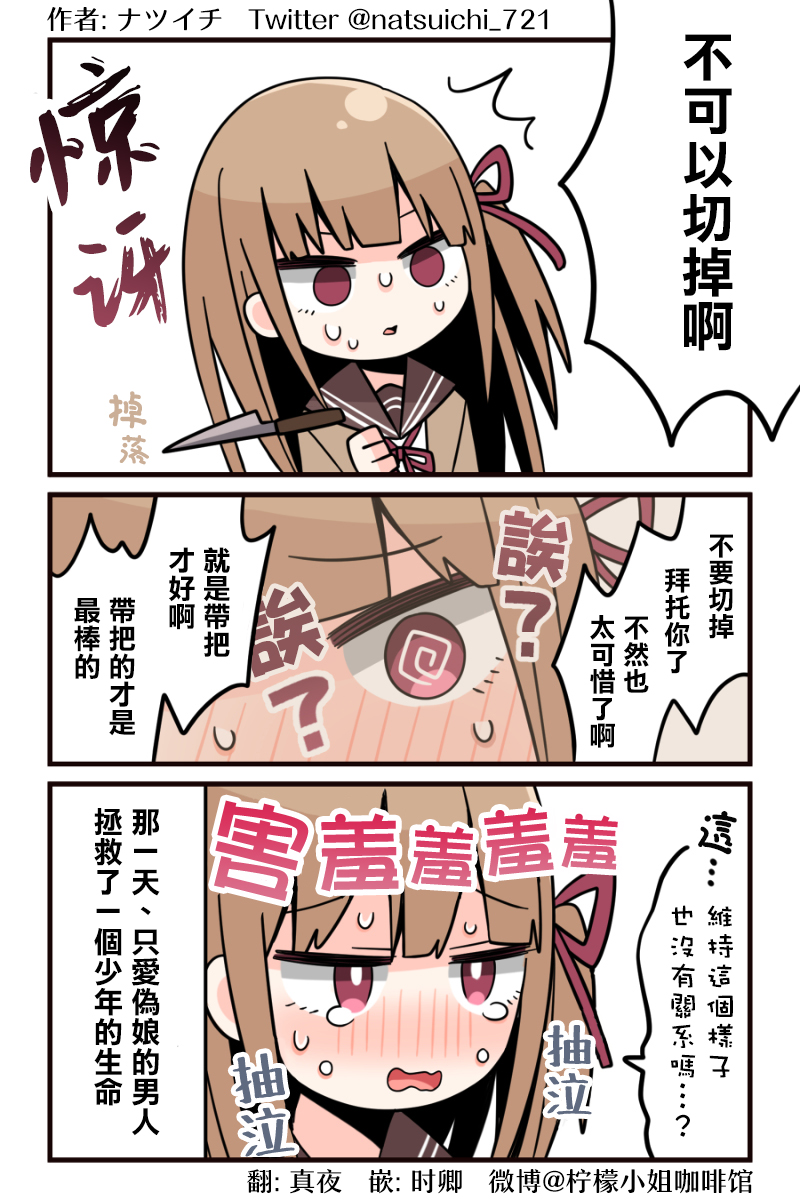 作者: ナツイチ　Twitter @natsuichi_721
不可以切掉啊
惊
讶
掉
落
不要切掉
拜托你了
不然也
太可惜了啊
誒？
誒？
就是帶把
才好啊
帶把的才是
最棒的
這…
維持這個樣子
也沒有關系嗎…？
害羞羞羞羞
抽泣
抽泣
那一天、只愛偽娘的男人
拯救了一個少年的生命
翻: 真夜　嵌: 时卿　微博@柠檬小姐咖啡馆